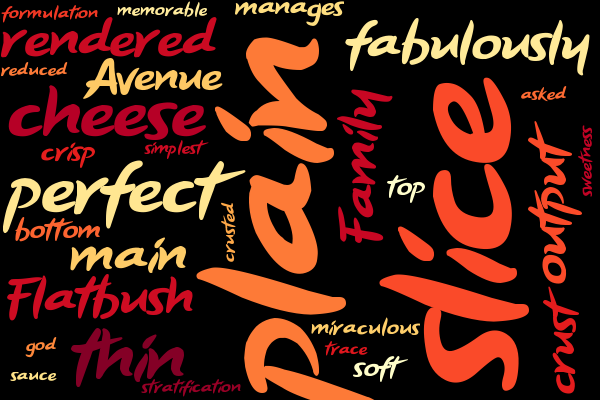 formulation
memorable
manages
rendered
fabulously
reduced
Avenue
asked
cheese
crisp
simplest
plain
Family
slice
sweetness
perfect
top
output
bottom
crusted
main
Flatbush
miraculous
god
thin
trace
soft
crust
sauce
stratification